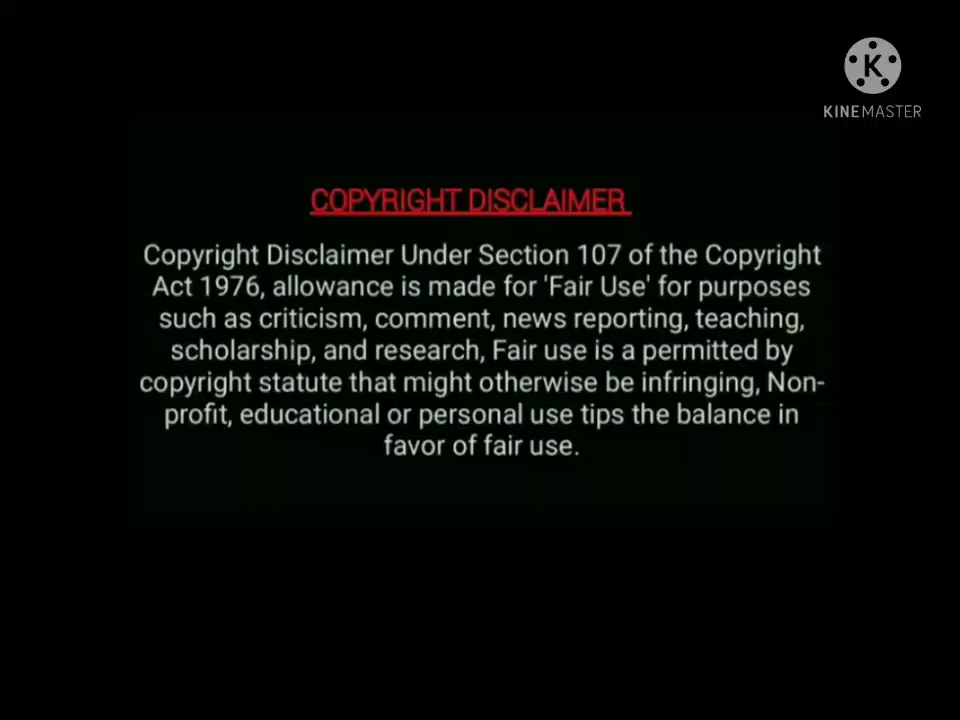 K
KINEMASTER
COPYRIGHT DISCLAIMER
Copyright Disclaimer Under Section 107 of the Copyright
Act 1976, allowance is made for 'Fair Use' for purposes
such as criticism, comment, news reporting, teaching,
scholarship, and research, Fair use is a permitted by
copyright statute that might otherwise be infringing, Non-
profit, educational or personal use tips the balance in
favor of fair use.